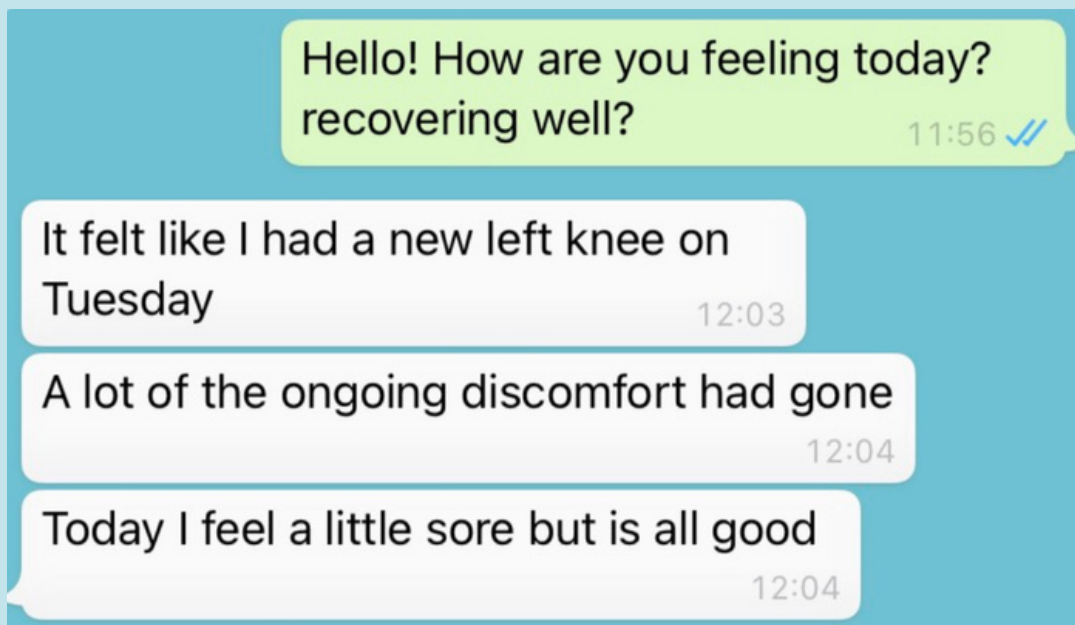 Hello! How are you feeling today?
recovering well?
11:56
It felt like I had a new left knee on
Tuesday
12:03
A lot of the ongoing discomfort had gone
12:04
Today I feel a little sore but is all good
12:04